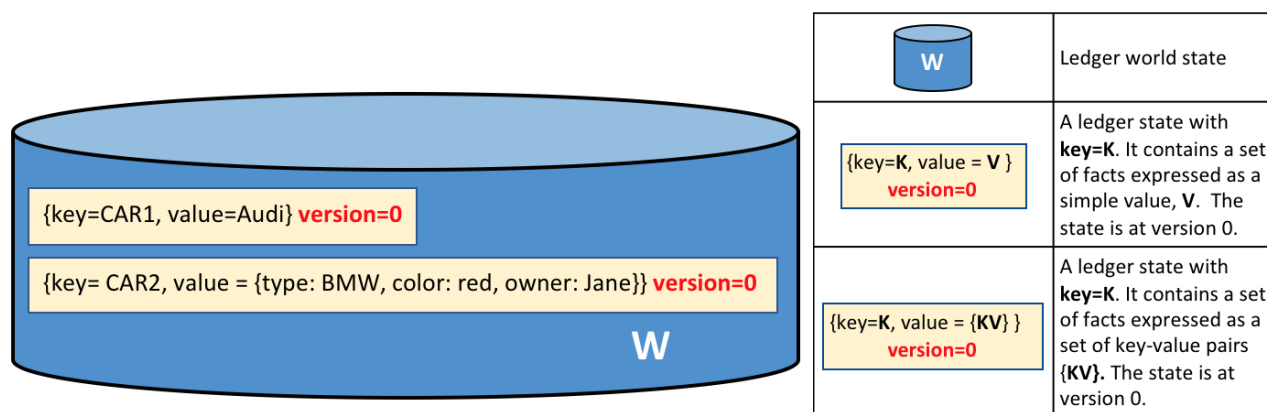 {key=CAR1, value=Audi} version=0
{key= CAR2, value = {type: BMW, color: red, owner: Jane}} version=0
W
W
Ledger world state
{key=K, value = V }
version=0
A ledger state with
key=K. It contains a set
of facts expressed as a
simple value, V. The
state is at version 0.
{key=K, value = {KV} }
version=0
A ledger state with
key=K. It contains a set
of facts expressed as a
set of key-value pairs
{KV}. The state is at
version 0.